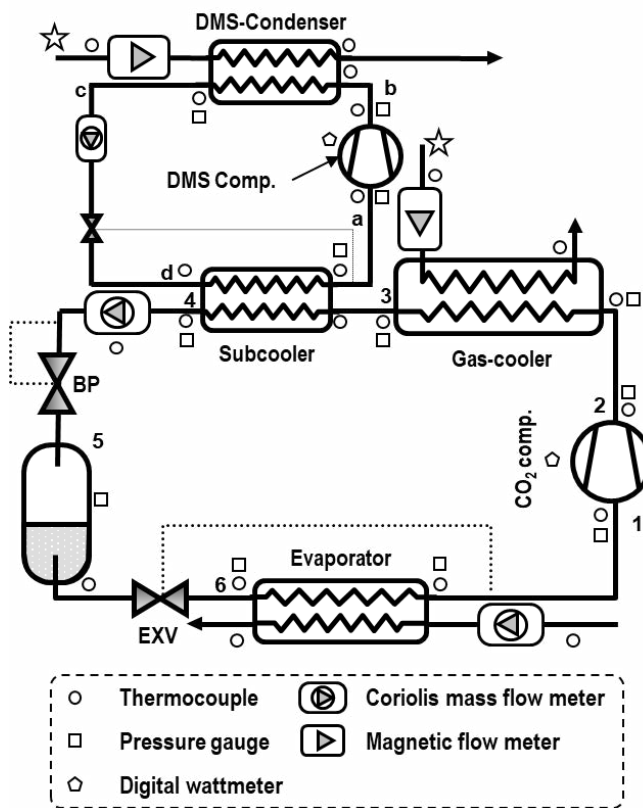 DMS-Condenser
c
b
DMS Comp.
a
d
4
3
Subcooler
Gas-cooler
BP
2
5
CO₂ comp.
1
Evaporator
6
EXV
Thermocouple
Coriolis mass flow meter
Pressure gauge
Magnetic flow meter
Digital wattmeter